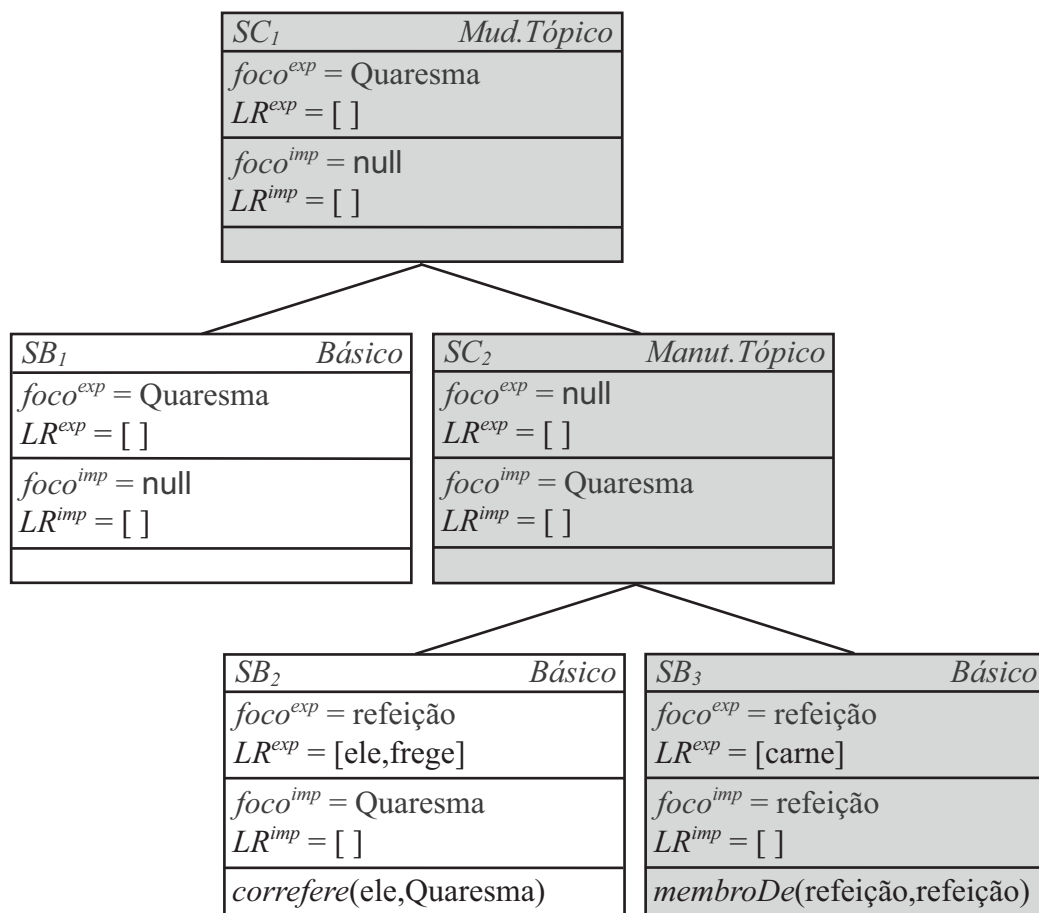 SC₁ Mud.Tópico
foco^exp = Quaresma
LR^exp = [ ]
foco^imp = null
LR^imp = [ ]
SB₁ Básico
foco^exp = Quaresma
LR^exp = [ ]
foco^imp = null
LR^imp = [ ]
SC₂ Manut.Tópico
foco^exp = null
LR^exp = [ ]
foco^imp = Quaresma
LR^imp = [ ]
SB₂ Básico
foco^exp = refeição
LR^exp = [ele,frege]
foco^imp = Quaresma
LR^imp = [ ]
correfere(ele,Quaresma)
SB₃ Básico
foco^exp = refeição
LR^exp = [carne]
foco^imp = refeição
LR^imp = [ ]
membroDe(refeição,refeição)